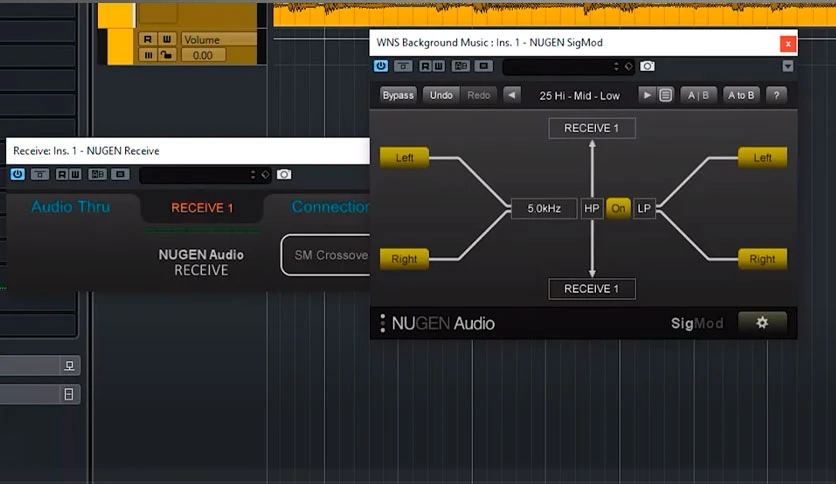 R W Volume
0.00
WNS Background Music : Ins. 1 - NUGEN SigMod
x
R W
Bypass Undo Redo 25 Hi - Mid - Low A | B A to B ?
RECEIVE 1
Left Left
5.0kHz HP On LP
Right Right
RECEIVE 1
NUGEN Audio SigMod
Receive: Ins. 1 - NUGEN Receive
R W
Audio Thru RECEIVE 1 Connection
NUGEN Audio
RECEIVE
SM Crossove